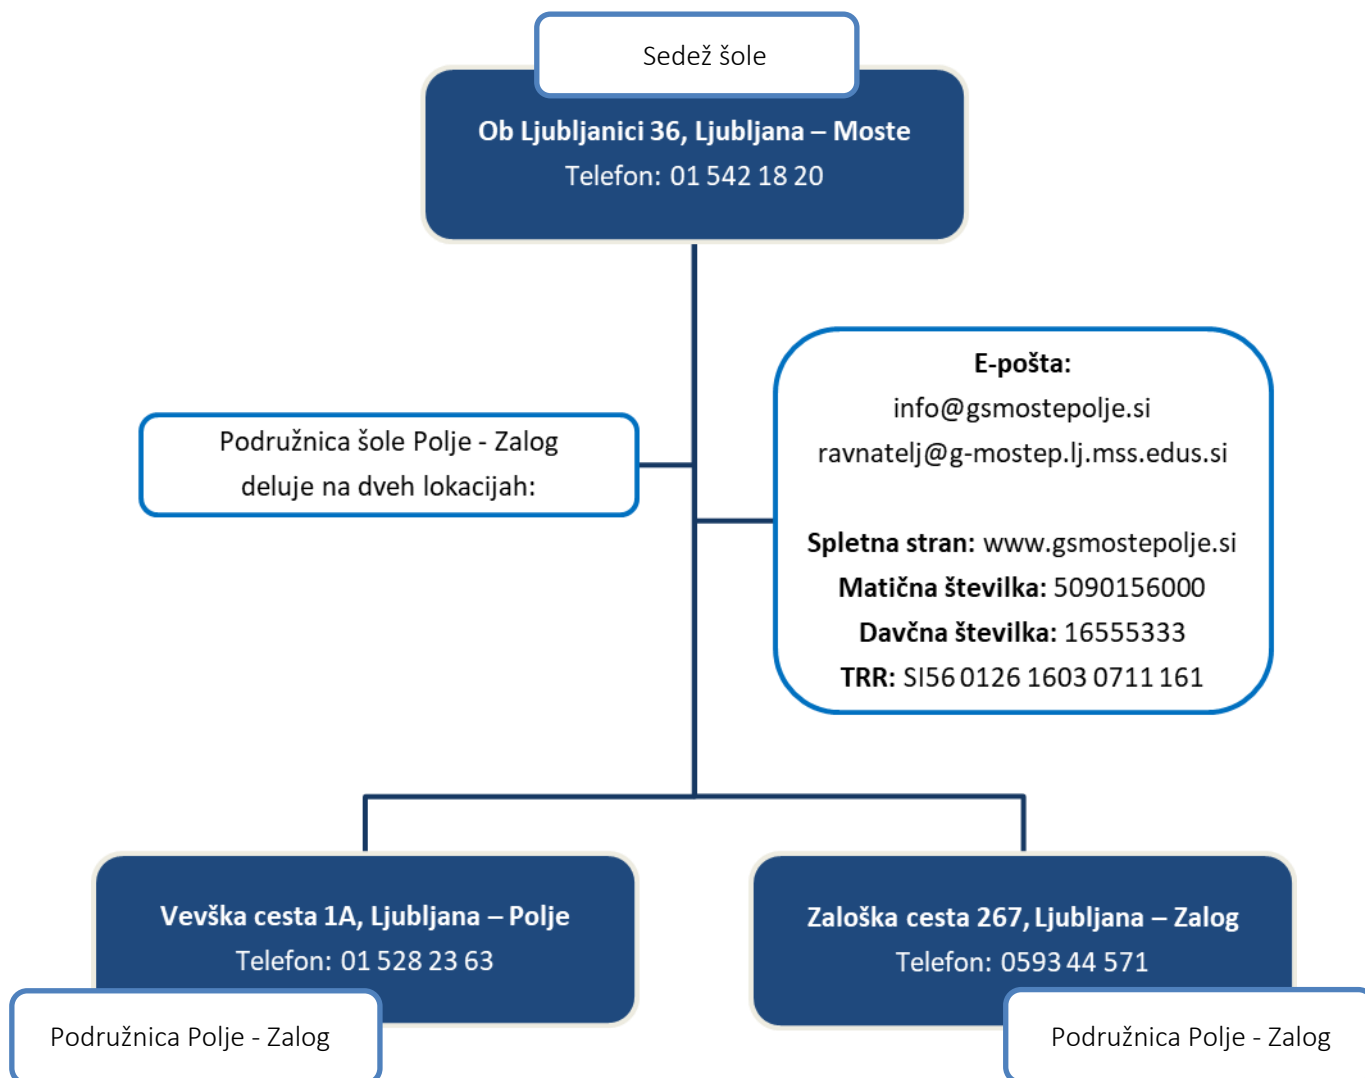 Sedež šole
Ob Ljubljanici 36, Ljubljana – Moste
Telefon: 01 542 18 20
Podružnica šole Polje - Zalog
deluje na dveh lokacijah:
E-pošta:
info@gsmostepolje.si
ravnatelj@g-mostep.lj.mss.edus.si
Spletna stran: www.gsmostepolje.si
Matična številka: 5090156000
Davčna številka: 16555333
TRR: SI56 0126 1603 0711 161
Vevška cesta 1A, Ljubljana – Polje
Telefon: 01 528 23 63
Podružnica Polje - Zalog
Zaloška cesta 267, Ljubljana – Zalog
Telefon: 0593 44 571
Podružnica Polje - Zalog